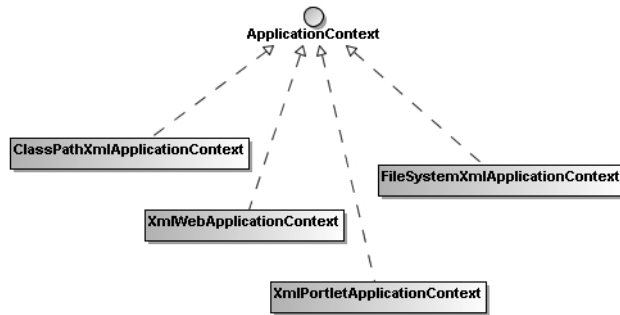 ApplicationContext
ClassPathXmlApplicationContext
FileSystemXmlApplicationContext
XmlWebApplicationContext
XmlPortletApplicationContext